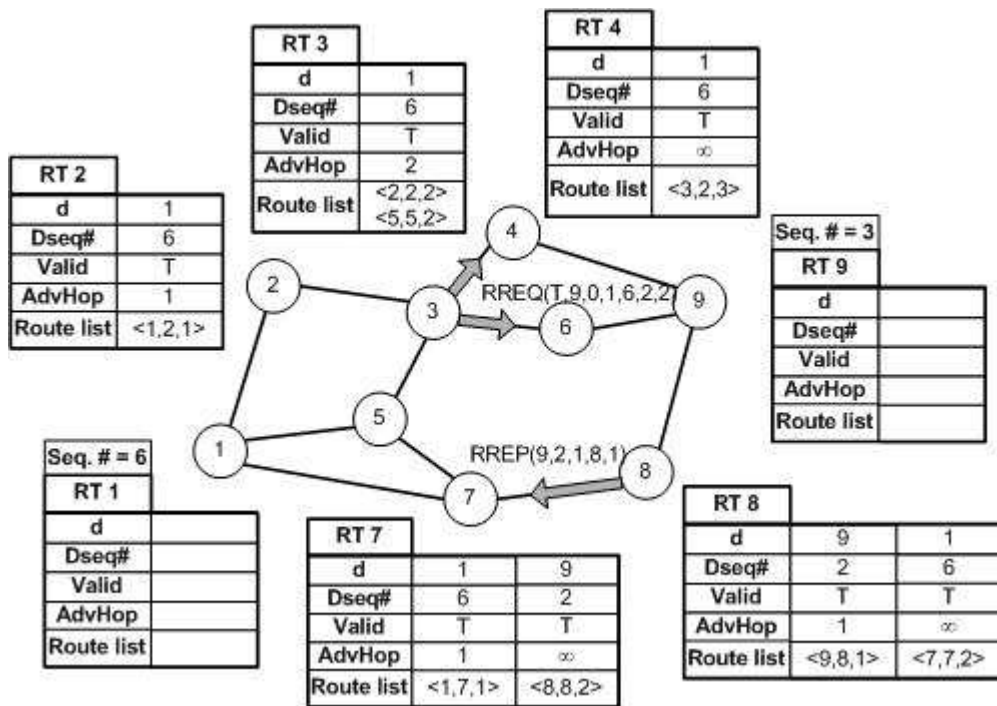 RT 3
d 1
Dseq# 6
Valid T
AdvHop 2
Route list <2,2,2>
<5,5,2>
RT 4
d 1
Dseq# 6
Valid T
AdvHop ∞
Route list <3,2,3>
RT 2
d 1
Dseq# 6
Valid T
AdvHop 1
Route list <1,2,1>
Seq. # = 3
RT 9
d
Dseq#
Valid
AdvHop
Route list
4
2
RREQ(T,9,0,1,6,2,2)
3
6
9
5
1
RREP(9,2,1,8,1)
7
8
Seq. # = 6
RT 1
d
Dseq#
Valid
AdvHop
Route list
RT 7
d 1 9
Dseq# 6 2
Valid T T
AdvHop 1 ∞
Route list <1,7,1> <8,8,2>
RT 8
d 9 1
Dseq# 2 6
Valid T T
AdvHop 1 ∞
Route list <9,8,1> <7,7,2>